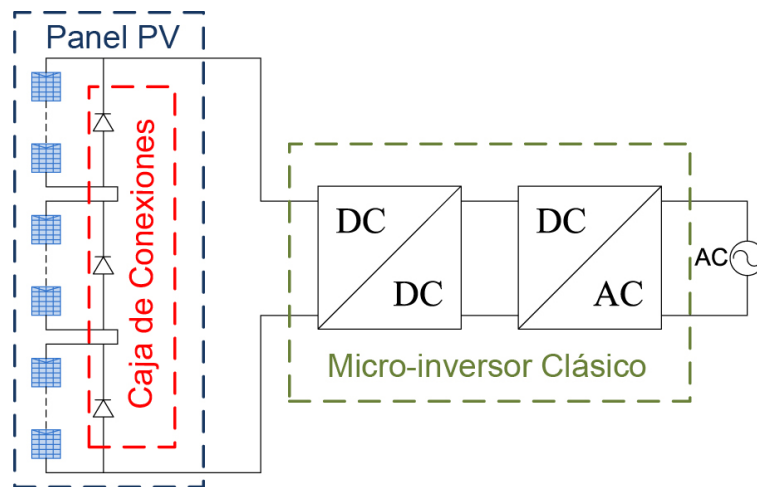 Panel PV
Caja de Conexiones
DC
DC
DC
AC
AC
Micro-inversor Clásico